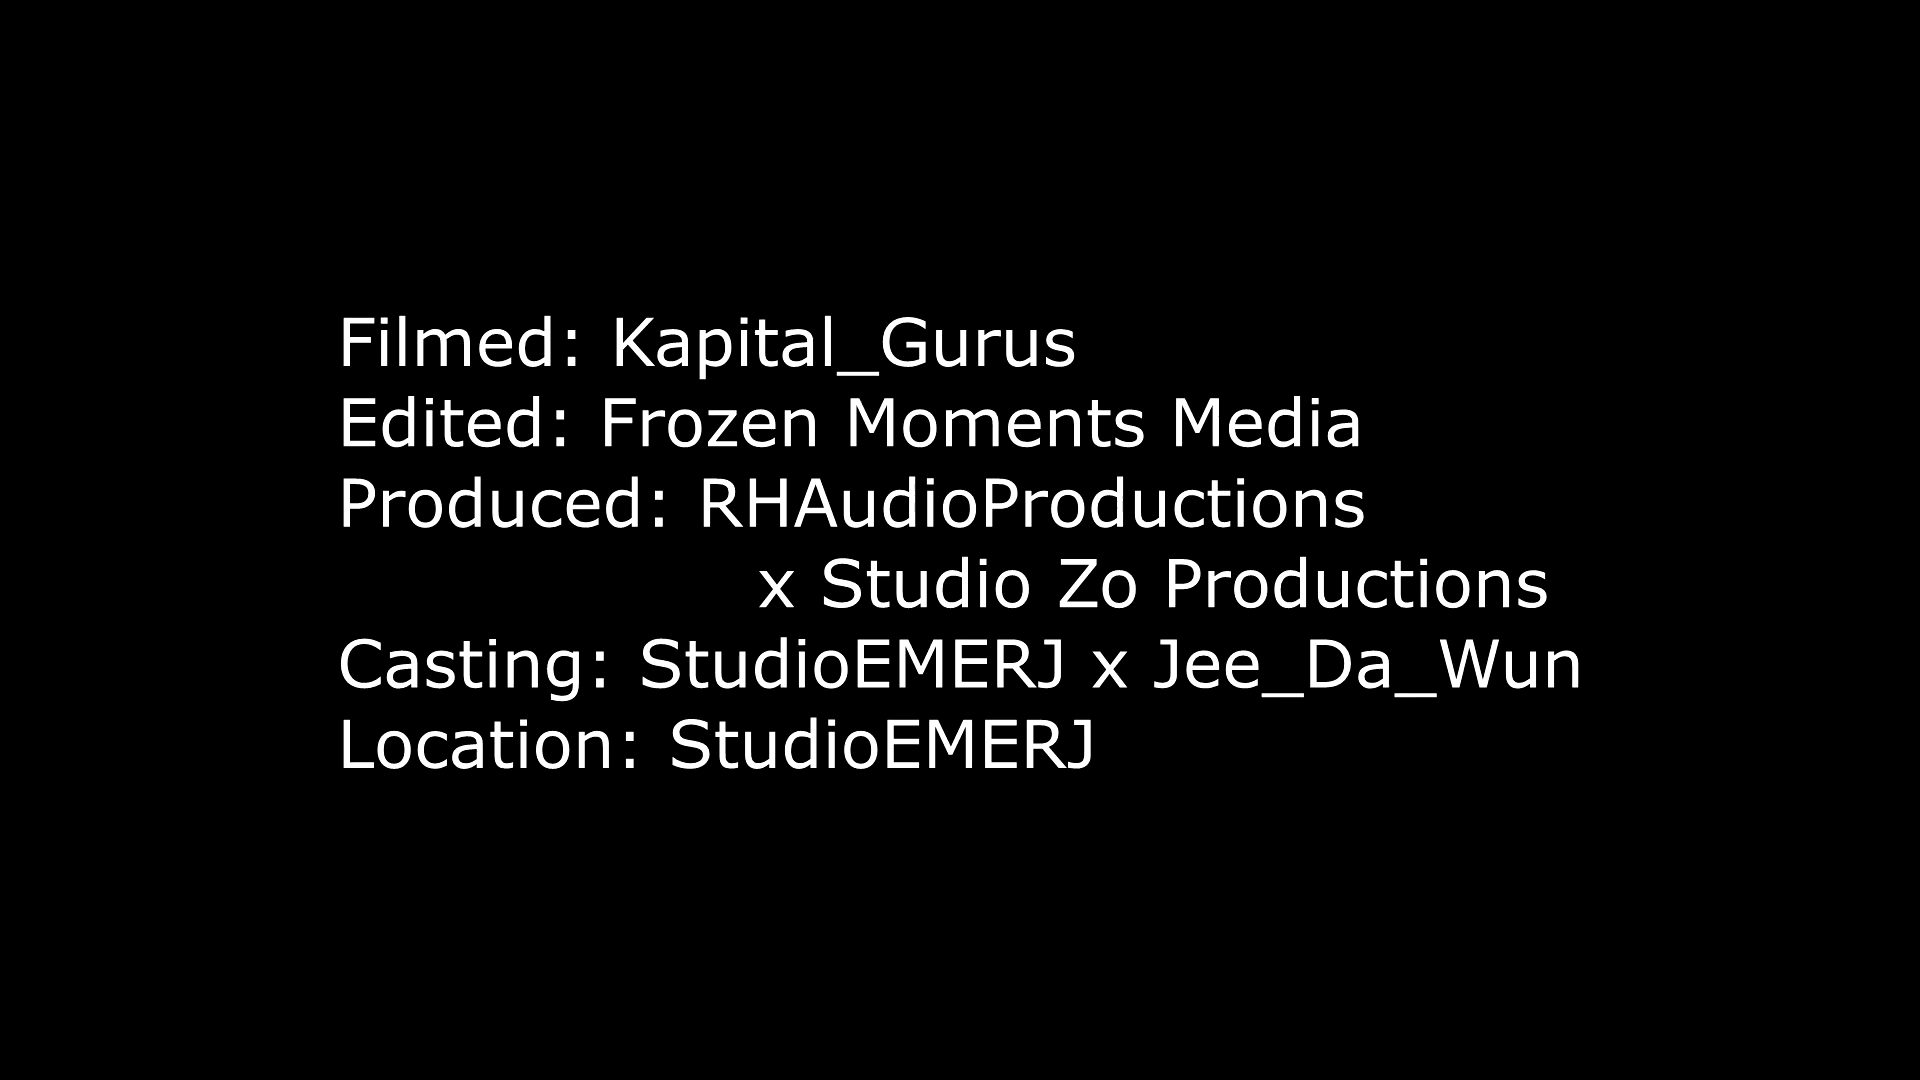 Filmed: Kapital_Gurus
Edited: Frozen Moments Media
Produced: RHAudioProductions
x Studio Zo Productions
Casting: StudioEMERJ x Jee_Da_Wun
Location: StudioEMERJ